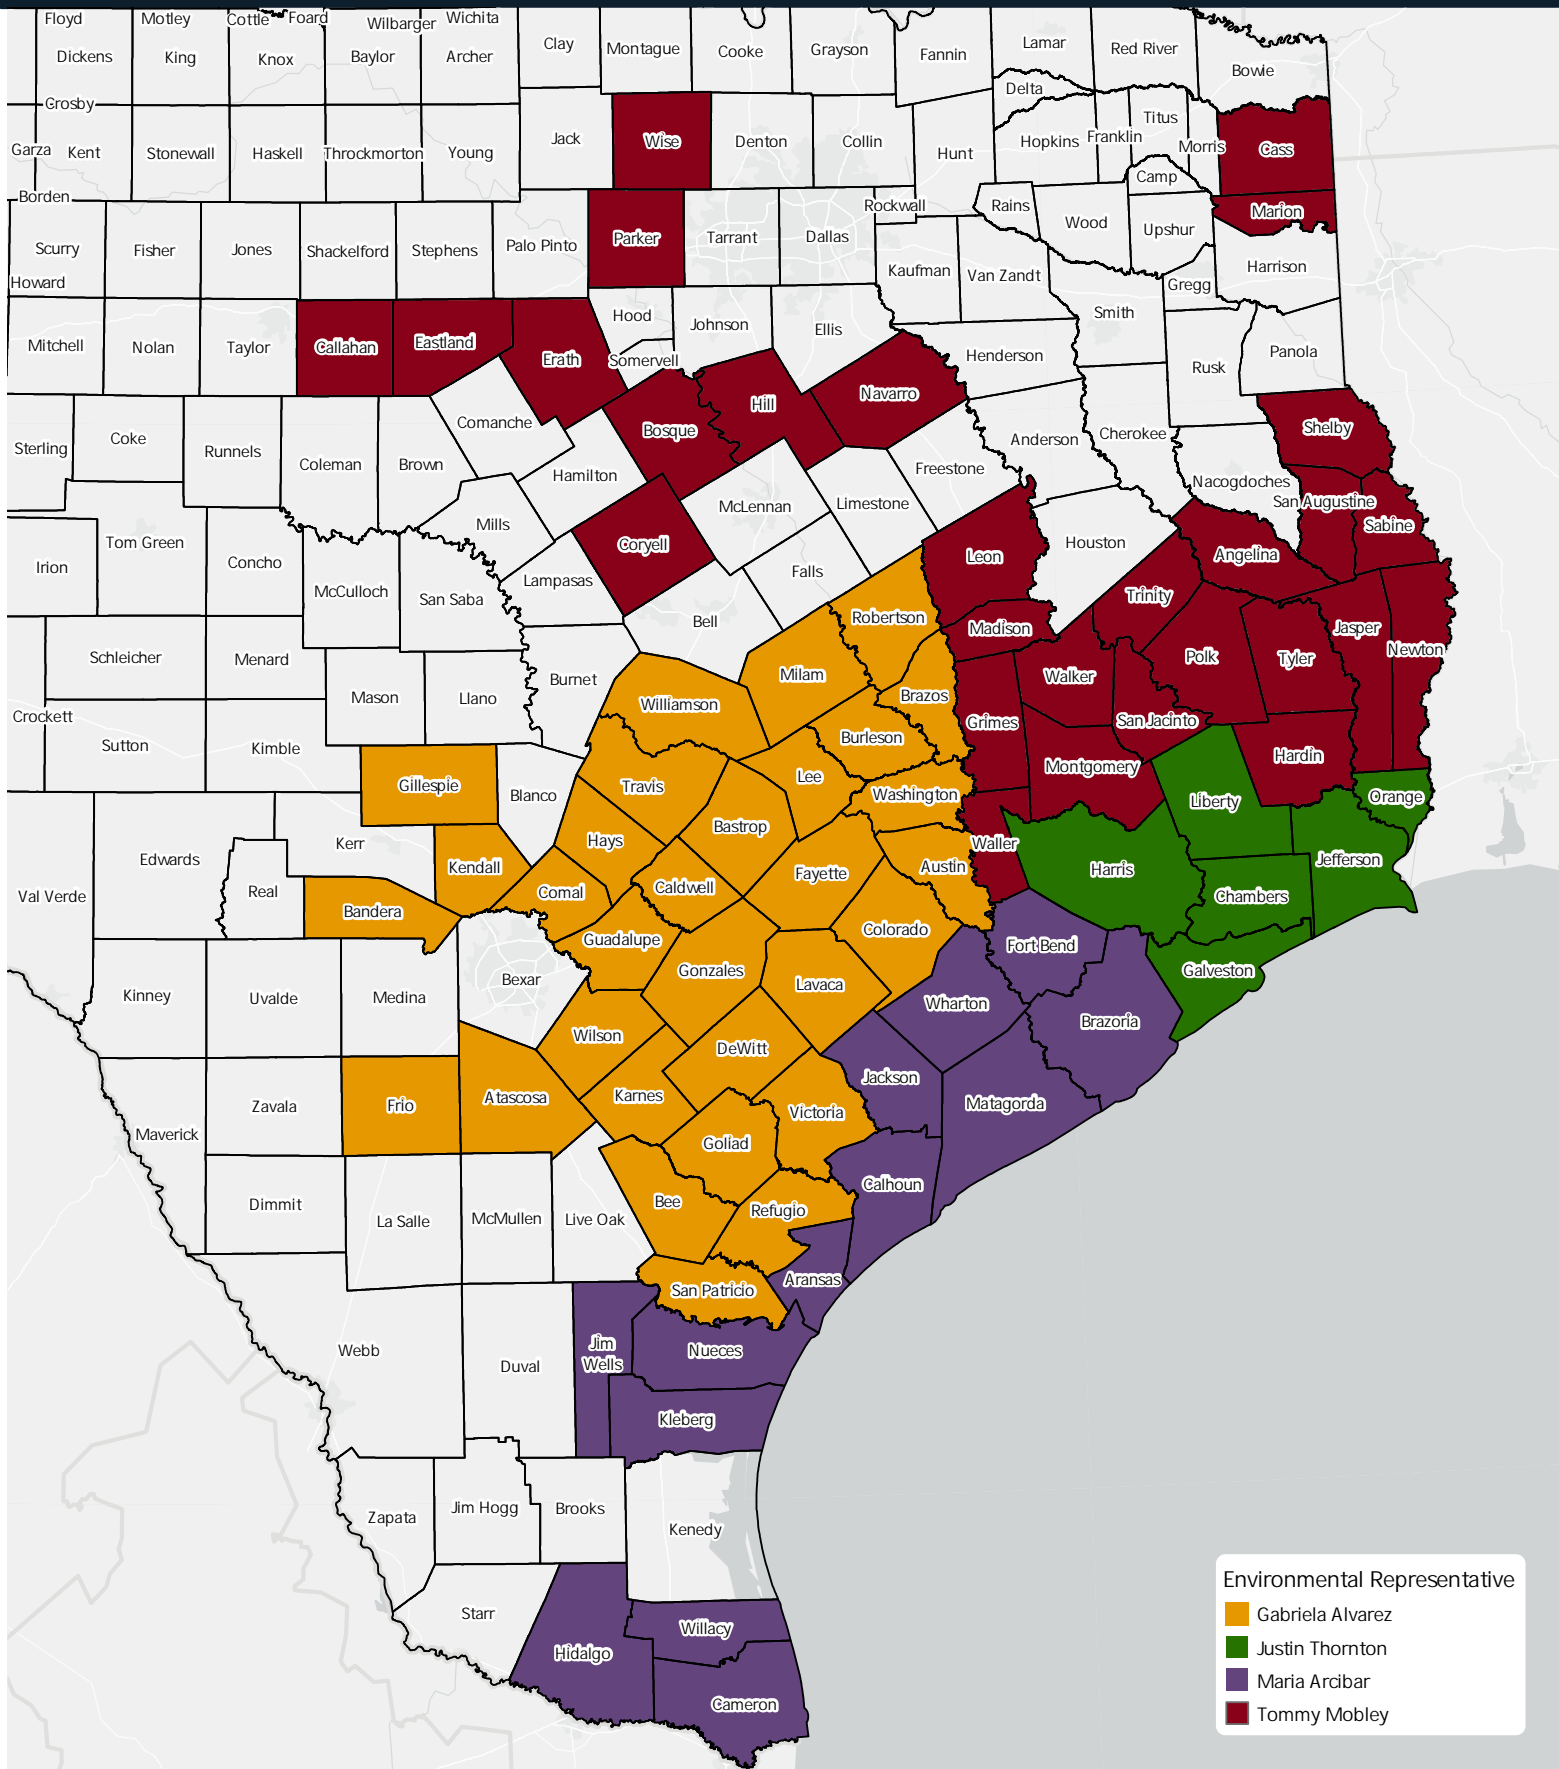 Floyd
Motley
Cottle
Foard
Wilbarger
Wichita
Clay
Montague
Cooke
Grayson
Fannin
Lamar
Red River
Bowie
Dickens
King
Knox
Baylor
Archer
Delta
Crosby
Garza
Kent
Stonewall
Haskell
Throckmorton
Young
Jack
Wise
Denton
Collin
Hunt
Hopkins
Franklin
Titus
Morris
Cass
Camp
Borden
Rockwall
Rains
Wood
Upshur
Marion
Scurry
Fisher
Jones
Shackelford
Stephens
Palo Pinto
Parker
Tarrant
Dallas
Kaufman
Van Zandt
Gregg
Harrison
Howard
Hood
Johnson
Ellis
Smith
Mitchell
Nolan
Taylor
Callahan
Eastland
Erath
Somervell
Henderson
Rusk
Panola
Hill
Navarro
Comanche
Bosque
Sterling
Coke
Runnels
Coleman
Brown
Hamilton
Freestone
Anderson
Cherokee
Shelby
Nacogdoches
San Augustine
Sabine
McLennan
Limestone
Mills
Irion
Tom Green
Concho
McCulloch
San Saba
Lampasas
Coryell
Falls
Leon
Houston
Angelina
Trinity
Bell
Robertson
Madison
Jasper
Newton
Schleicher
Menard
Mason
Llano
Burnet
Williamson
Milam
Brazos
Walker
Polk
Tyler
Crockett
Sutton
Kimble
Burleson
Grimes
San Jacinto
Hardin
Gillespie
Blanco
Travis
Lee
Washington
Montgomery
Liberty
Orange
Edwards
Kerr
Kendall
Hays
Bastrop
Waller
Harris
Jefferson
Val Verde
Real
Bandera
Comal
Caldwell
Fayette
Austin
Chambers
Guadalupe
Colorado
Fort Bend
Galveston
Kinney
Uvalde
Medina
Bexar
Gonzales
Lavaca
Wharton
Brazoria
Wilson
DeWitt
Jackson
Matagorda
Maverick
Zavala
Frio
Atascosa
Karnes
Victoria
Goliad
Calhoun
Dimmit
La Salle
McMullen
Live Oak
Bee
Refugio
Aransas
San Patricio
Webb
Duval
Jim
Wells
Nueces
Kleberg
Zapata
Jim Hogg
Brooks
Kenedy
Starr
Hidalgo
Willacy
Cameron
Environmental Representative
Gabriela Alvarez
Justin Thornton
Maria Arcibar
Tommy Mobley